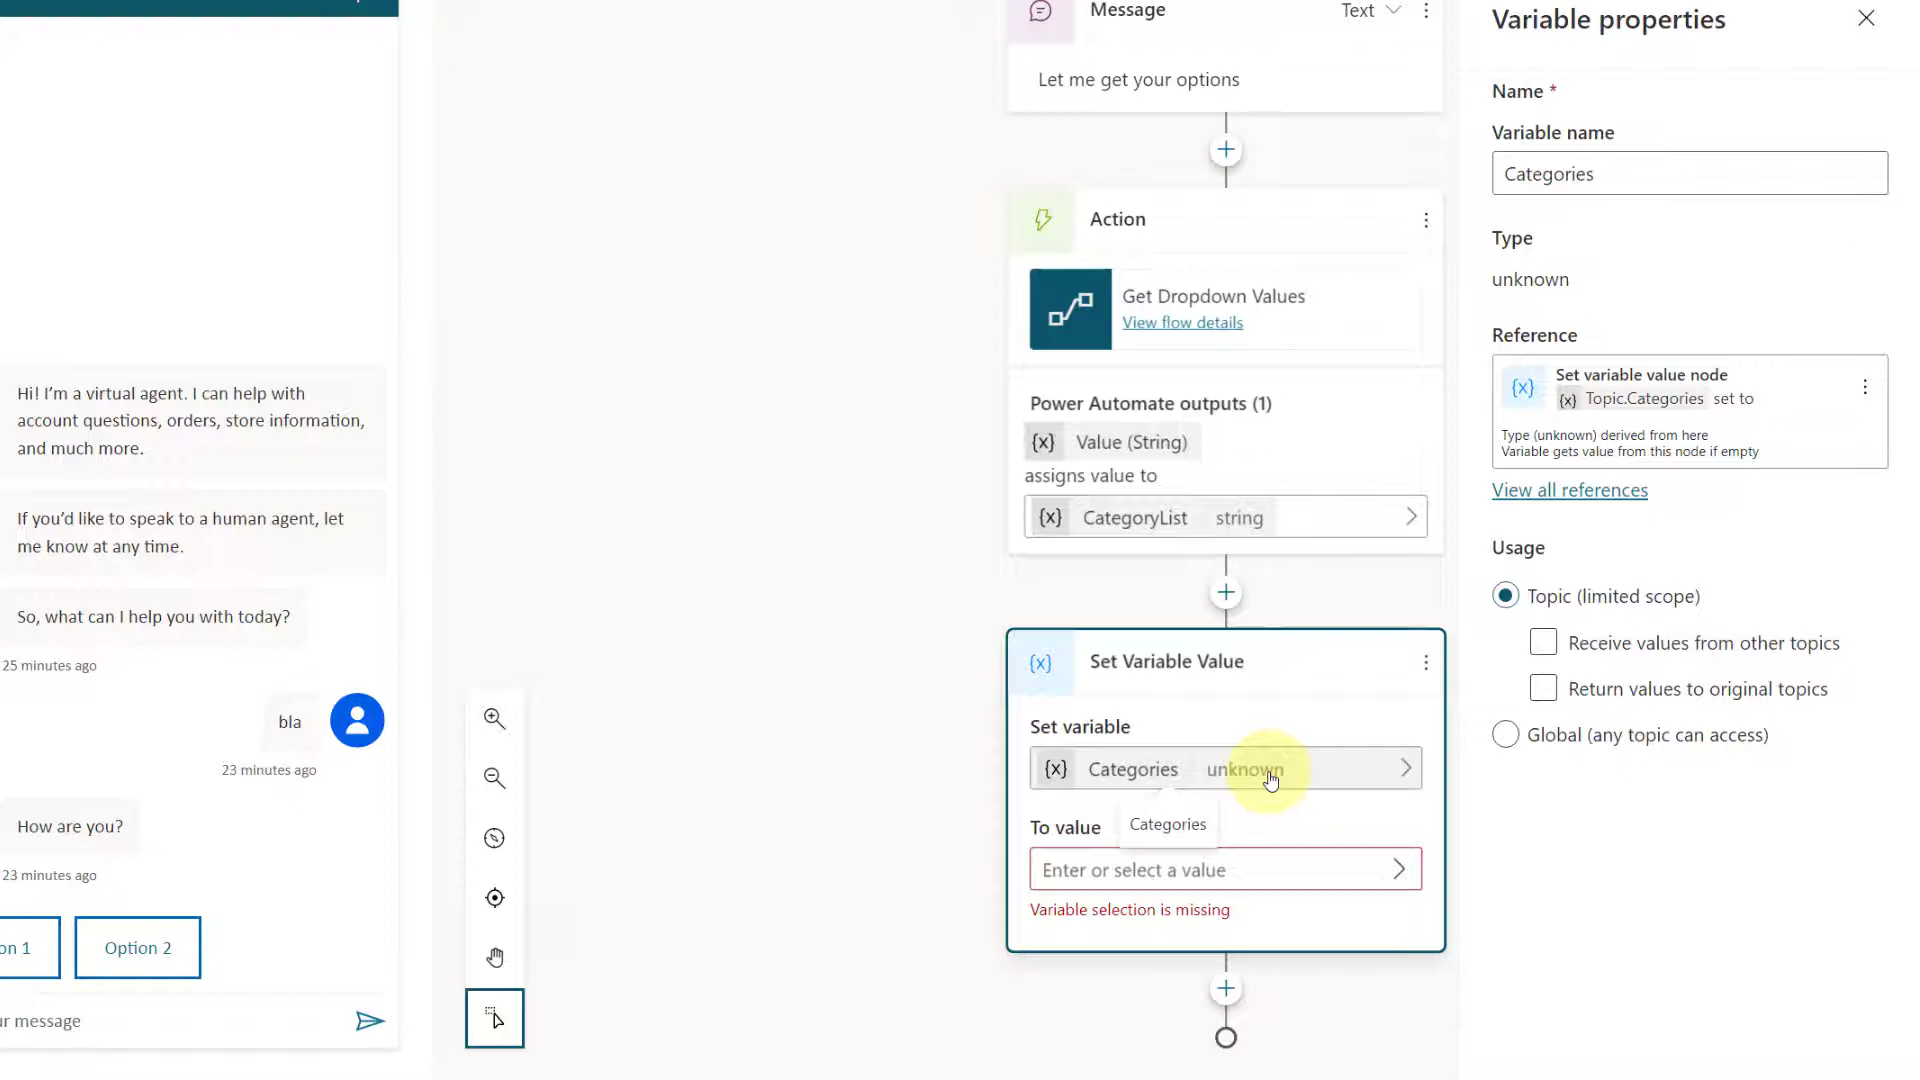 Hi! I'm a virtual agent. I can help with
account questions, orders, store information,
and much more.
If you'd like to speak to a human agent, let
me know at any time.
So, what can I help you with today?
25 minutes ago
bla
23 minutes ago
How are you?
23 minutes ago
on 1
Option 2
ur message
Message
Text
Let me get your options
Action
Get Dropdown Values
View flow details
Power Automate outputs (1)
{x} Value (String)
assigns value to
{x} CategoryList string
{x} Set Variable Value
Set variable
{x} Categories unknown
Categories
To value
Enter or select a value
Variable selection is missing
Variable properties
Name *
Variable name
Categories
Type
unknown
Reference
{x} Set variable value node
{x} Topic.Categories set to
Type (unknown) derived from here
Variable gets value from this node if empty
View all references
Usage
Topic (limited scope)
Receive values from other topics
Return values to original topics
Global (any topic can access)